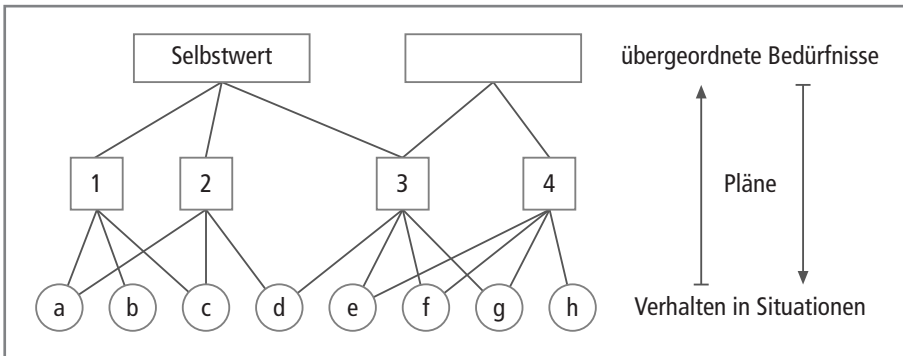 Selbstwert
übergeordnete Bedürfnisse
1 2 3 4
Pläne
a b c d e f g h
Verhalten in Situationen